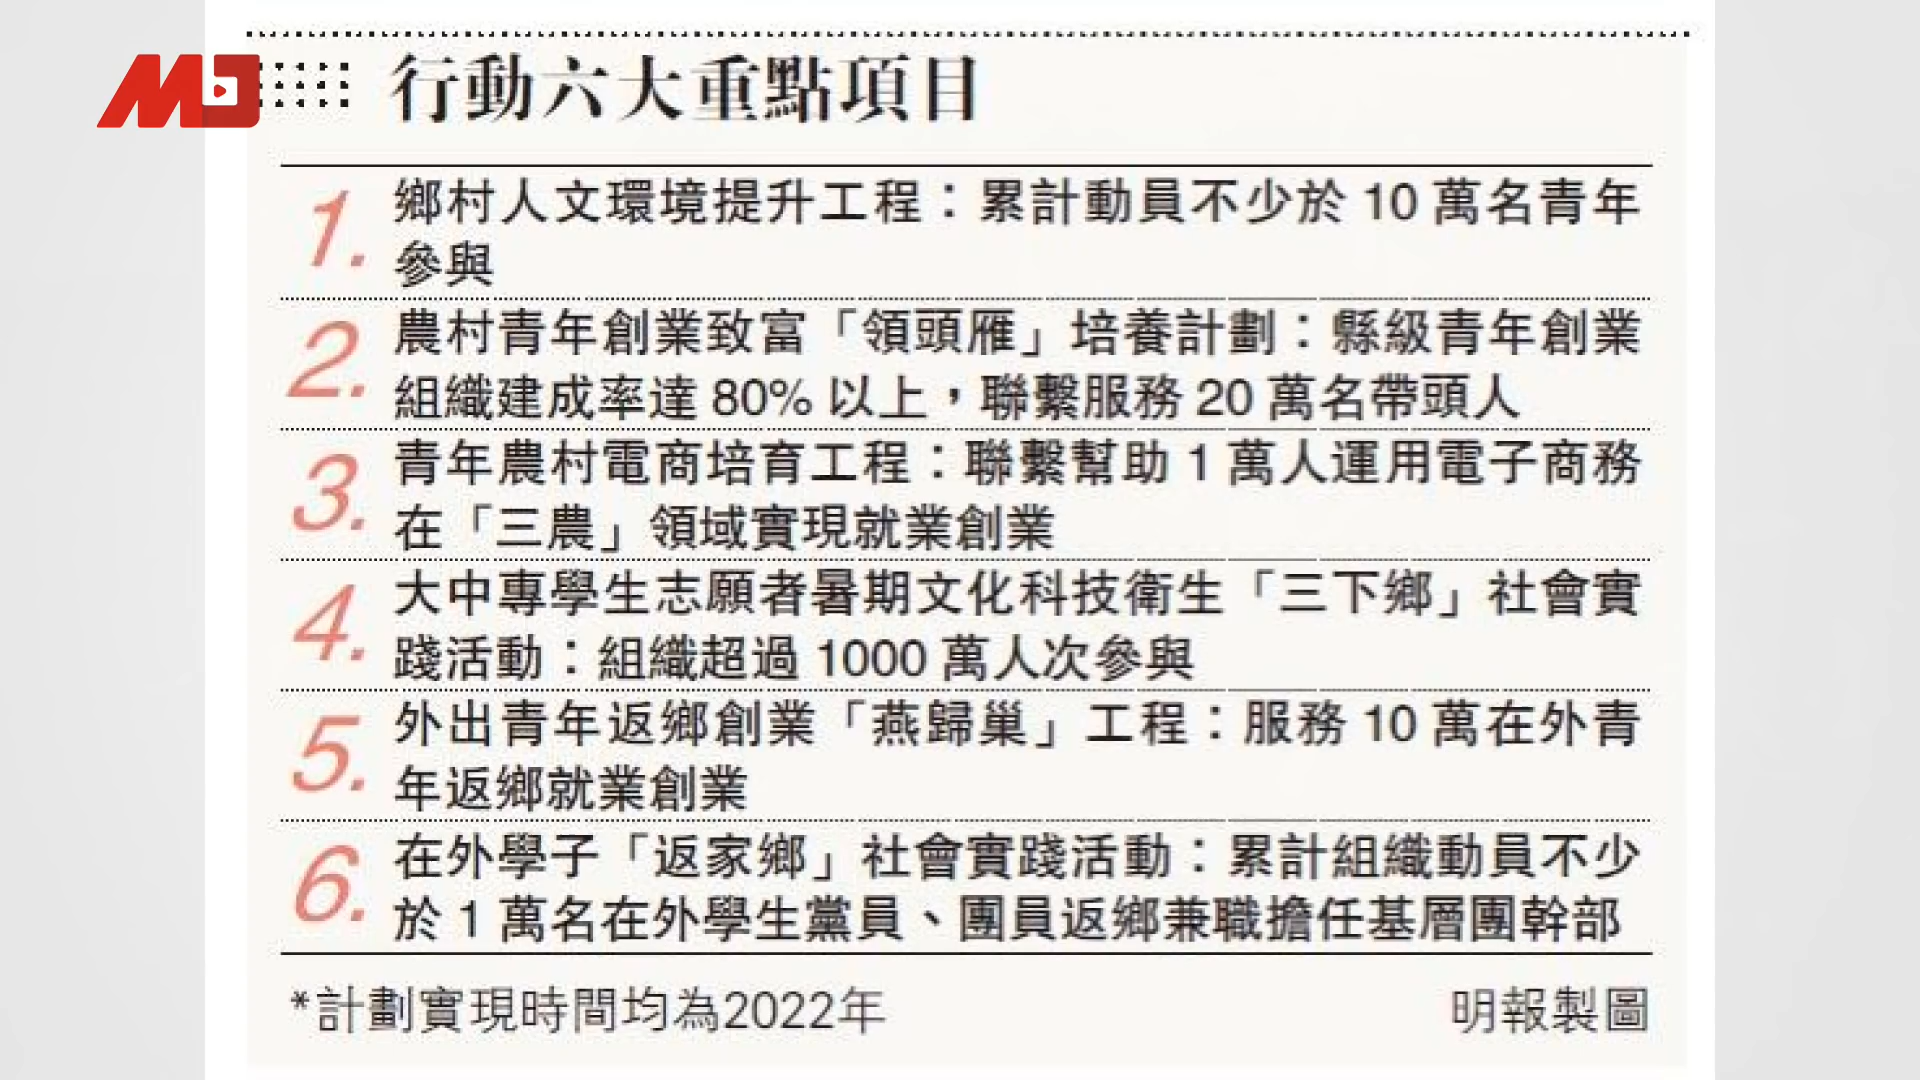 MJ
行動六大重點項目
1. 鄉村人文環境提升工程：累計動員不少於 10 萬名青年
參與
2. 農村青年創業致富「領頭雁」培養計劃：縣級青年創業
組織建成率達 80% 以上，聯繫服務 20 萬名帶頭人
3. 青年農村電商培育工程：聯繫幫助 1 萬人運用電子商務
在「三農」領域實現就業創業
4. 大中專學生志願者暑期文化科技衛生「三下鄉」社會實
踐活動：組織超過 1000 萬人次參與
5. 外出青年返鄉創業「燕歸巢」工程：服務 10 萬在外青
年返鄉就業創業
6. 在外學子「返家鄉」社會實踐活動：累計組織動員不少
於 1 萬名在外學生黨員、團員返鄉兼職擔任基層團幹部
*計劃實現時間均為2022年
明報製圖